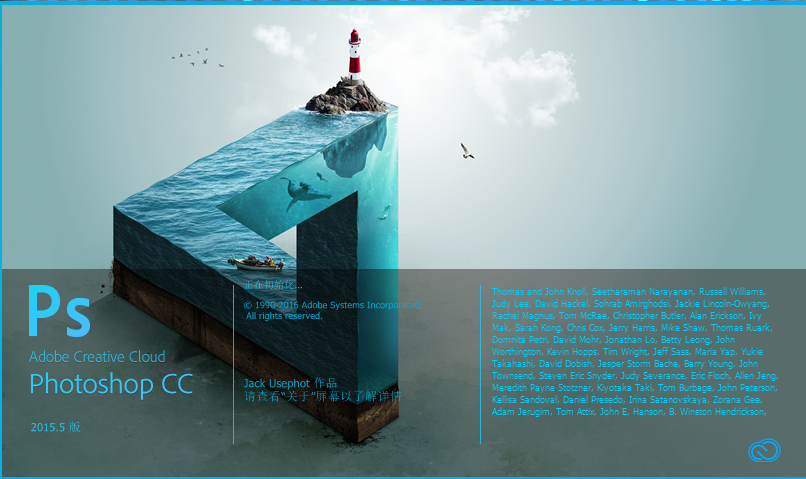 Ps
Adobe Creative Cloud
Photoshop CC
2015.5 版
正在初始化...
© 1990-2016 Adobe Systems Incorporated.
All rights reserved.
Jack Usephot 作品
请查看“关于”屏幕以了解详情
Thomas and John Knoll, Seetharaman Narayanan, Russell Williams,
Judy Lee, David Hackel, Sohrab Amirghodsi, Jackie Lincoln-Owyang,
Rachel Magnus, Tom McRae, Christopher Butler, Alan Erickson, Ivy
Mak, Sarah Kong, Chris Cox, Jerry Harris, Mike Shaw, Thomas Ruark,
Domnita Petri, David Mohr, Jonathan Lo, Betty Leong, John
Worthington, Kevin Hopps, Tim Wright, Jeff Sass, Maria Yap, Yukie
Takahashi, David Dobish, Jesper Storm Bache, Barry Young, John
Townsend, Steven Eric Snyder, Judy Severance, Eric Floch, Allen Jeng,
Meredith Payne Stotzner, Kiyotaka Taki, Tom Burbage, John Peterson,
Kellisa Sandoval, Daniel Presedo, Irina Satanovskaya, Zorana Gee,
Adam Jerugim, Tom Attix, John E. Hanson, B. Winston Hendrickson,